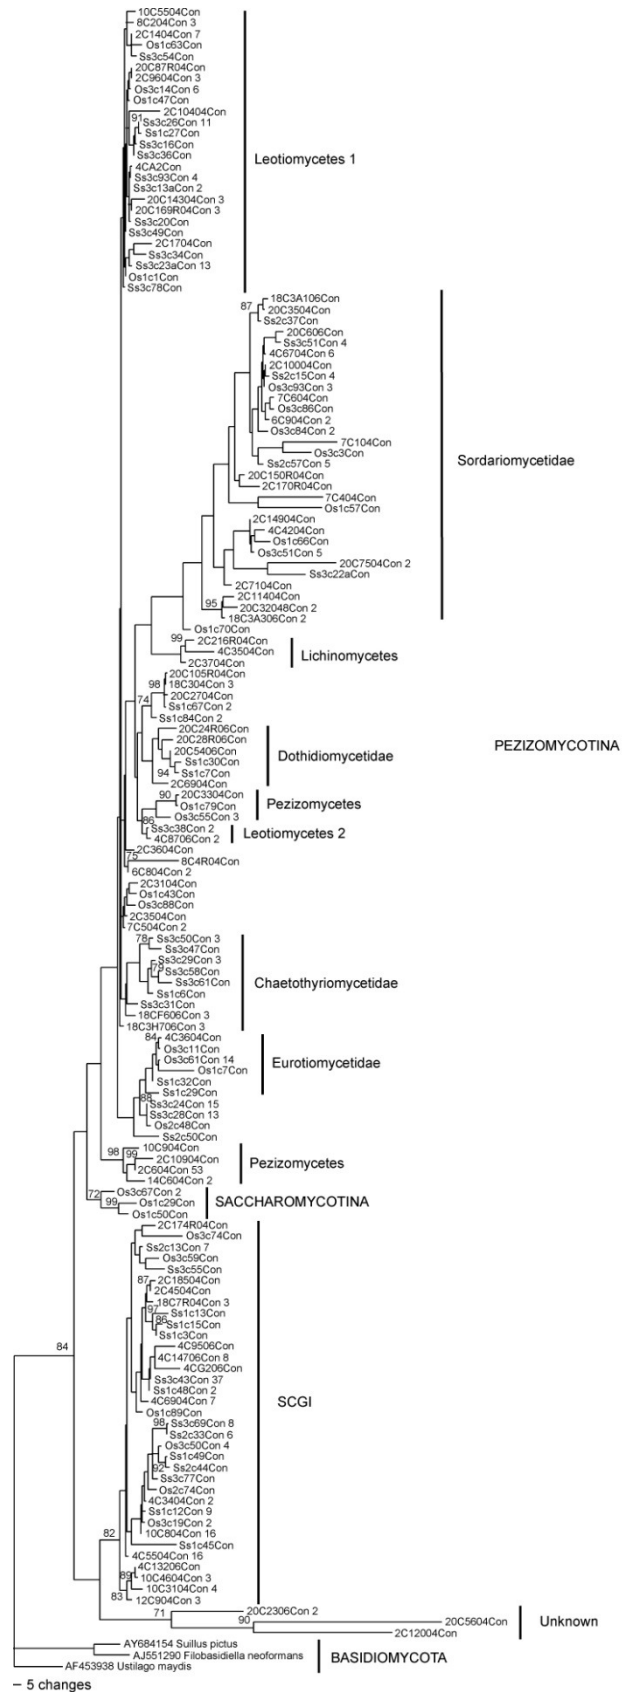 10C5504Con
8C204Con 3
2C1404Con 7
Os1c63Con
Ss3c54Con
20C87R04Con
2C9604Con 3
Os3c14Con 6
Os1c47Con
2C10404Con
91
Ss3c26Con 11
Ss1c27Con
Ss3c16Con
Ss3c36Con
Leotiomycetes 1
4CA2Con
Ss3c93Con 4
Ss3c13aCon 2
20C14304Con 3
20C169R04Con 3
Ss3c20Con
Ss3c49Con
2C1704Con
Ss3c34Con
Ss3c23aCon 13
Os1c1Con
Ss3c78Con
18C3A106Con
87
20C3504Con
Ss2c37Con
20C606Con
Ss3c51Con 4
4C6704Con 6
2C10004Con
Ss2c15Con 4
Os3c93Con 3
7C604Con
Os3c86Con
6C904Con 2
Os3c84Con 2
7C104Con
Os3c3Con
Sordariomycetidae
Ss2c57Con 5
20C150R04Con
2C170R04Con
7C404Con
Os1c57Con
2C14904Con
4C4204Con
Os1c66Con
Os3c51Con 5
20C7504Con 2
Ss3c22aCon
2C7104Con
2C11404Con
95
20C32048Con 2
18C3A306Con 2
Os1c70Con
99
2C216R04Con
4C3504Con
Lichinomycetes
2C3704Con
20C105R04Con
98
18C304Con 3
20C2704Con
74
Ss1c67Con 2
Ss1c84Con 2
20C24R06Con
20C28R06Con
PEZIZOMYCOTINA
20C5406Con
Dothidiomycetidae
Ss1c30Con
94
Ss1c7Con
2C6904Con
90
20C3304Con
Os1c79Con
Pezizomycetes
Os3c55Con 3
86
Ss3c38Con 2
Leotiomycetes 2
4C8706Con 2
2C3604Con
75
8C4R04Con
6C804Con 2
2C3104Con
Os1c43Con
Os3c88Con
2C3504Con
7C504Con 2
78
Ss3c50Con 3
Ss3c47Con
Ss3c29Con 3
79
Ss3c58Con
Ss3c61Con
Chaetothyriomycetidae
Ss1c6Con
Ss3c31Con
18CF606Con 3
18C3H706Con 3
84
4C3604Con
Os3c11Con
Os3c61Con 14
Eurotiomycetidae
Os1c7Con
Ss1c32Con
Ss1c29Con
88
Ss3c24Con 15
Ss3c28Con 13
Os2c48Con
Ss2c50Con
10C904Con
98
99
2C10904Con
Pezizomycetes
2C604Con 53
14C604Con 2
72
Os3c67Con 2
99
Os1c29Con
SACCHAROMYCOTINA
Os1c50Con
2C174R04Con
Os3c74Con
Ss2c13Con 7
Os3c59Con
Ss3c55Con
87
2C18504Con
2C4504Con
18C7R04Con 3
97
Ss1c13Con
86
Ss1c15Con
Ss1c3Con
84
4C9506Con
4C14706Con 8
4CG206Con
Ss3c43Con 37
Ss1c48Con 2
4C6904Con 7
SCGI
Os1c89Con
98
Ss3c69Con 8
Ss2c33Con 6
Os3c50Con 4
Ss1c49Con
92
Ss2c44Con
Ss3c77Con
Os2c74Con
4C3404Con 2
Ss1c12Con 9
Os3c19Con 2
82
10C804Con 16
Ss1c45Con
4C5504Con 16
4C13206Con
89
10C4604Con 3
10C3104Con 4
83
12C904Con 3
71
20C2306Con 2
90
20C5604Con
Unknown
2C12004Con
AY684154 Suillus pictus
AJ551290 Filobasidiella neoformans
BASIDIOMYCOTA
AF453938 Ustilago maydis
5 changes